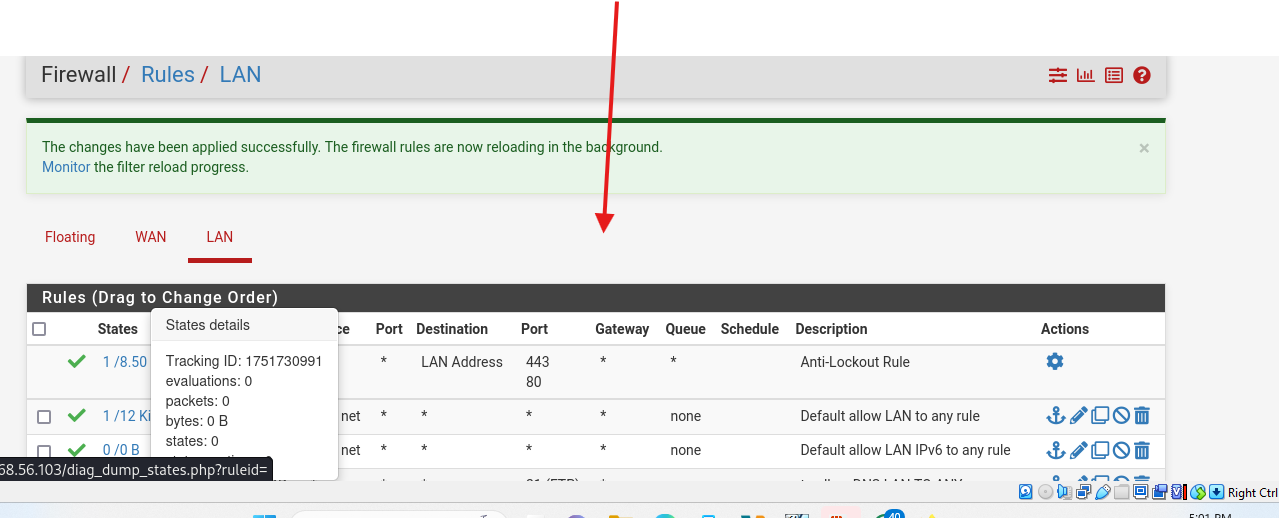 Firewall / Rules / LAN
The changes have been applied successfully. The firewall rules are now reloading in the background.
Monitor the filter reload progress.
×
Floating WAN LAN
Rules (Drag to Change Order)
States ce Port Destination Port Gateway Queue Schedule Description Actions
States details
Tracking ID: 1751730991
evaluations: 0
packets: 0
bytes: 0 B
states: 0
1 /8.50 * LAN Address 443 * * Anti-Lockout Rule
80
1 /12 Ki net * * * * none Default allow LAN to any rule
0 /0 B net * * * * none Default allow LAN IPv6 to any rule
68.56.103/diag_dump_states.php?ruleid=
Right Ctrl
40
5:01 PM